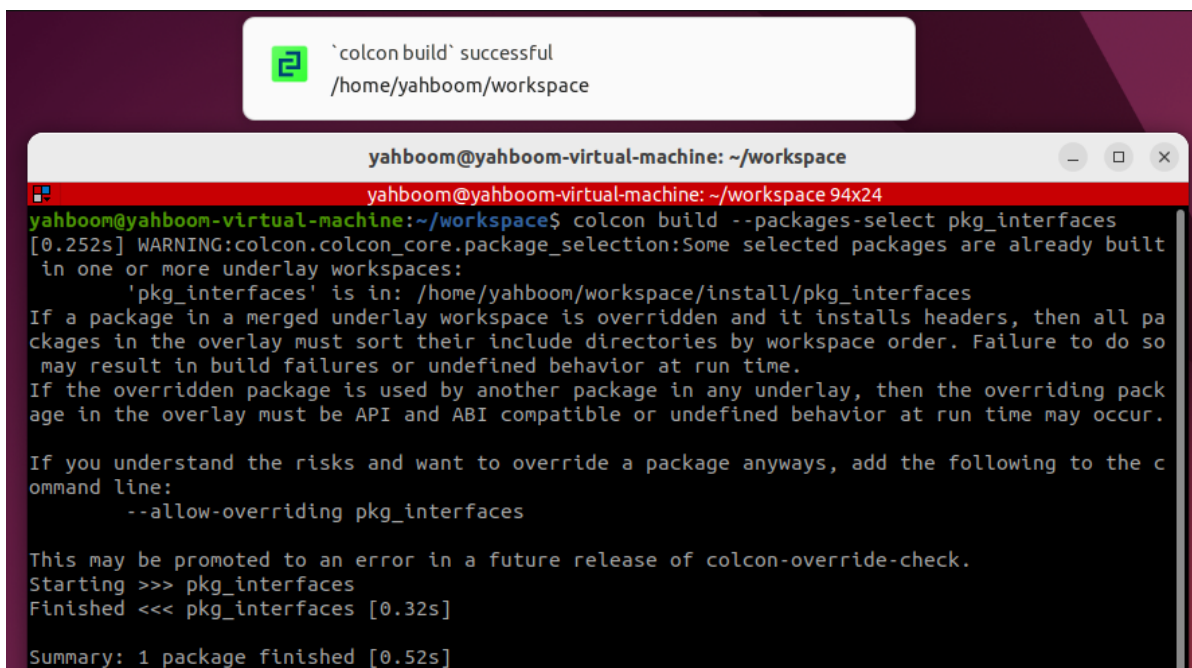 `colcon build` successful
/home/yahboom/workspace
yahboom@yahboom-virtual-machine: ~/workspace
yahboom@yahboom-virtual-machine: ~/workspace 94x24
yahboom@yahboom-virtual-machine:~/workspace$ colcon build --packages-select pkg_interfaces
[0.252s] WARNING:colcon.colcon_core.package_selection:Some selected packages are already built
 in one or more underlay workspaces:
        'pkg_interfaces' is in: /home/yahboom/workspace/install/pkg_interfaces
If a package in a merged underlay workspace is overridden and it installs headers, then all pa
ckages in the overlay must sort their include directories by workspace order. Failure to do so
 may result in build failures or undefined behavior at run time.
If the overridden package is used by another package in any underlay, then the overriding pack
age in the overlay must be API and ABI compatible or undefined behavior at run time may occur.

If you understand the risks and want to override a package anyways, add the following to the c
ommand line:
        --allow-overriding pkg_interfaces

This may be promoted to an error in a future release of colcon-override-check.
Starting >>> pkg_interfaces
Finished <<< pkg_interfaces [0.32s]

Summary: 1 package finished [0.52s]